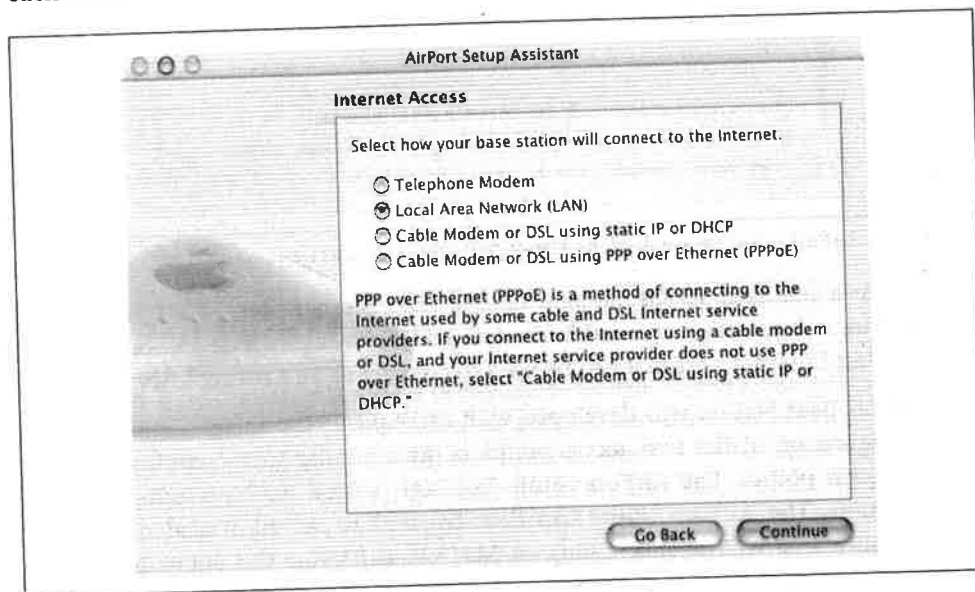 AirPort Setup Assistant
Internet Access
Select how your base station will connect to the Internet.
Telephone Modem
Local Area Network (LAN)
Cable Modem or DSL using static IP or DHCP
Cable Modem or DSL using PPP over Ethernet (PPPoE)
PPP over Ethernet (PPPoE) is a method of connecting to the
Internet used by some cable and DSL Internet service
providers. If you connect to the Internet using a cable modem
or DSL, and your Internet service provider does not use PPP
over Ethernet, select "Cable Modem or DSL using static IP or
DHCP."
Go Back
Continue